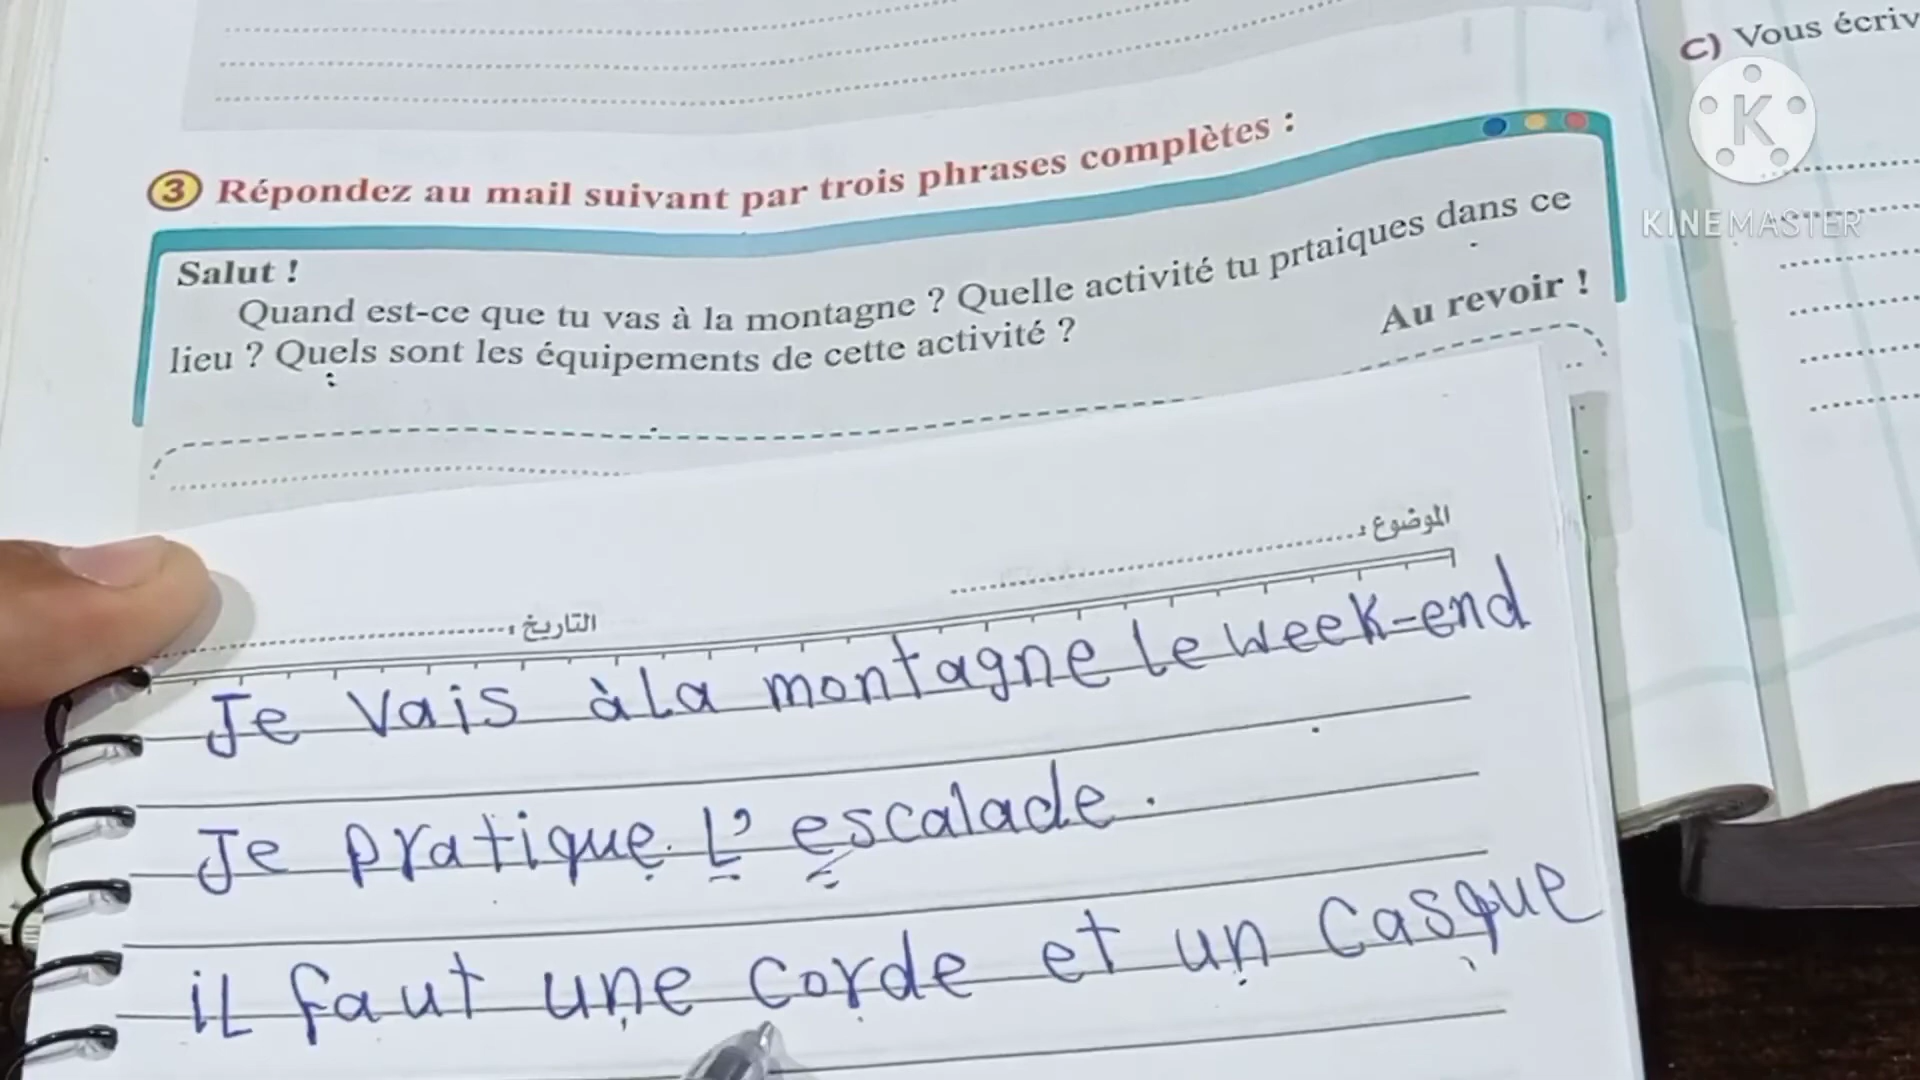 C) Vous écriv
K
KINEMASTER
3 Répondez au mail suivant par trois phrases complètes :
Salut !
Quand est-ce que tu vas à la montagne ? Quelle activité tu prtaiques dans ce
lieu ? Quels sont les équipements de cette activité ?
Au revoir !
الموضوع :
التاريخ :
Je Vais à La montagne le week-end
Je pratique L' escalade.
iL faut une corde et un Casque